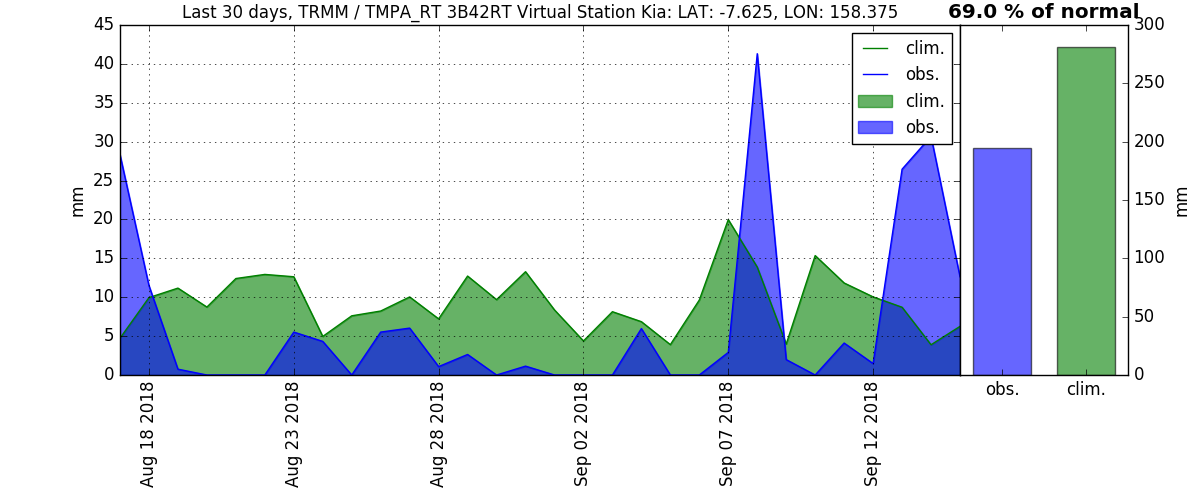 Last 30 days, TRMM / TMPA_RT 3B42RT Virtual Station Kia: LAT: -7.625, LON: 158.375
69.0 % of normal
45
40
35
30
25
20
15
10
5
0
mm
clim.
obs.
clim.
obs.
Aug 18 2018
Aug 23 2018
Aug 28 2018
Sep 02 2018
Sep 07 2018
Sep 12 2018
300
250
200
150
100
50
0
mm
obs.
clim.